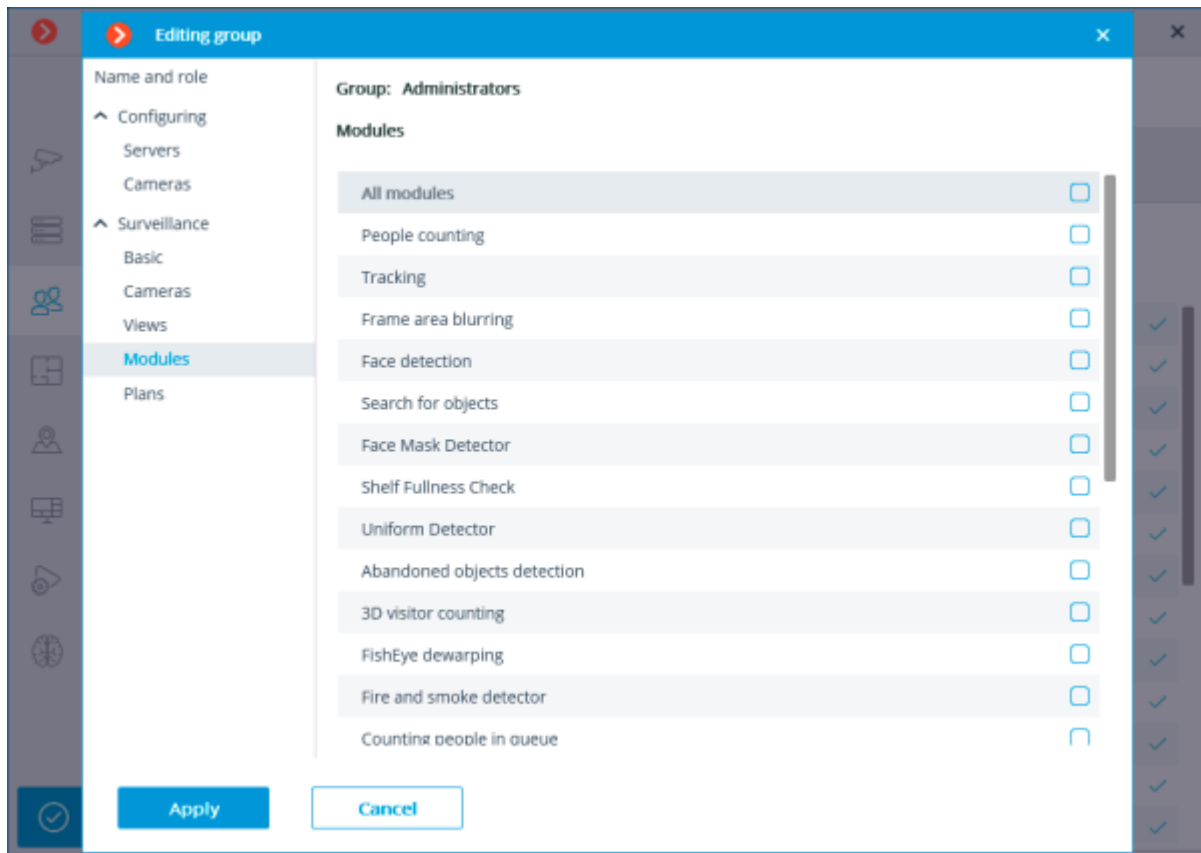 Editing group
Name and role
Configuring
Servers
Cameras
Surveillance
Basic
Cameras
Views
Modules
Plans
Group: Administrators
Modules
All modules
People counting
Tracking
Frame area blurring
Face detection
Search for objects
Face Mask Detector
Shelf Fullness Check
Uniform Detector
Abandoned objects detection
3D visitor counting
FishEye dewarping
Fire and smoke detector
Counting people in queue
Apply
Cancel